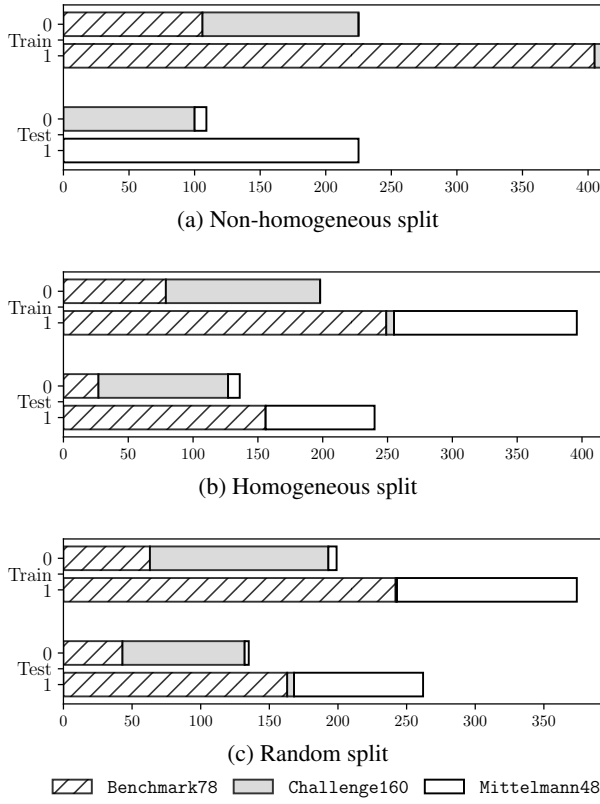 0
Train
1
0
Test
1
0 50 100 150 200 250 300 350 400
(a) Non-homogeneous split
0
Train
1
0
Test
1
0 50 100 150 200 250 300 350 400
(b) Homogeneous split
0
Train
1
0
Test
1
0 50 100 150 200 250 300 350
(c) Random split
Benchmark78 Challenge160 Mittelmann48